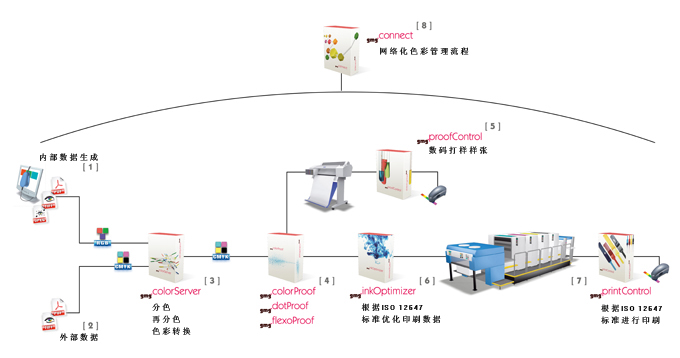 [ 8 ]
gmg connect
网络化色彩管理流程
[ 5 ]
gmg proofControl
数码打样样张
内部数据生成
[ 1 ]
RGB
CMYK
CMYK
gmg colorServer [ 3 ]
分色
再分色
色彩转换
gmg colorProof [ 4 ]
gmg dotProof
gmg flexoProof
gmg inkOptimizer [ 6 ]
根据ISO 12647
标准优化印刷数据
[ 7 ] gmg printControl
根据ISO 12647
标准进行印刷
[ 2 ]
外部数据